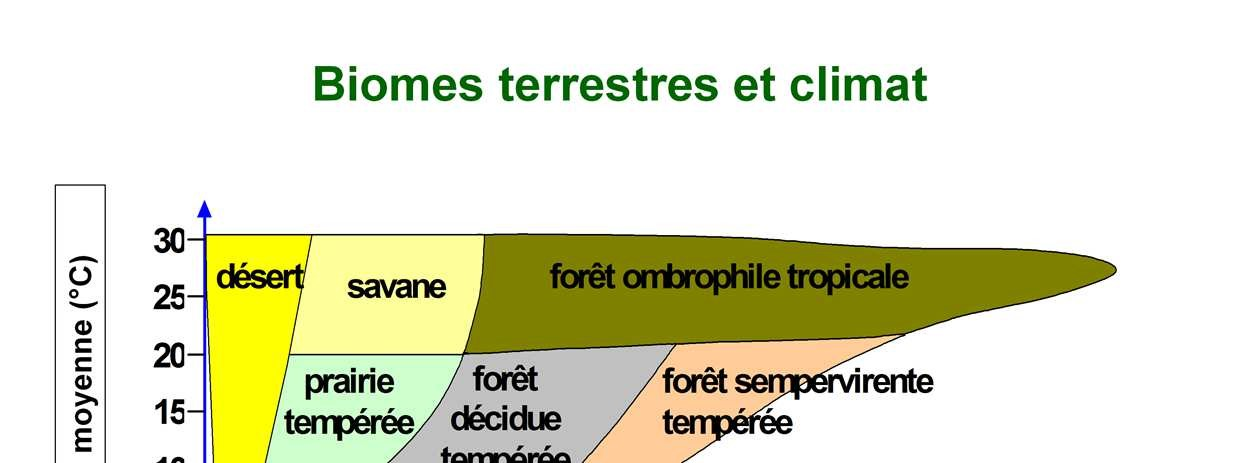 Biomes terrestres et climat
moyenne (°C)
30
désert
savane
forêt ombrophile tropicale
25
20
prairie
tempérée
forêt
décidue
tempérée
forêt sempervirente
tempérée
15